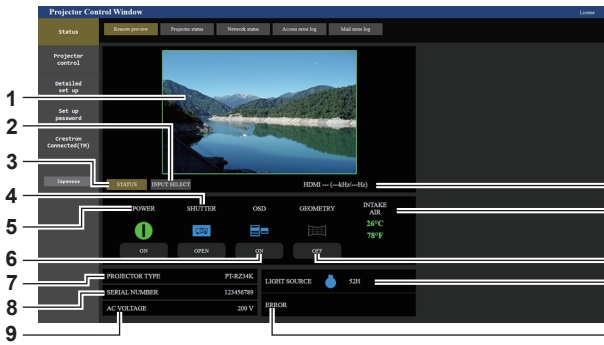 Projector Control Window
License
Status
Remote preview
Projector status
Network status
Access error log
Mail error log
Projector
control
Detailed
set up
Set up
password
Crestron
Connected(TM)
Japanese
1
2
3
STATUS
INPUT SELECT
HDMI --- (---kHz/---Hz)
4
5
POWER
SHUTTER
OSD
GEOMETRY
INTAKE
AIR
26°C
78°F
ON
OPEN
ON
OFF
6
7
PROJECTOR TYPE PT-RZ34K
LIGHT SOURCE 52H
8
SERIAL NUMBER 123456789
ERROR
AC VOLTAGE 200 V
9